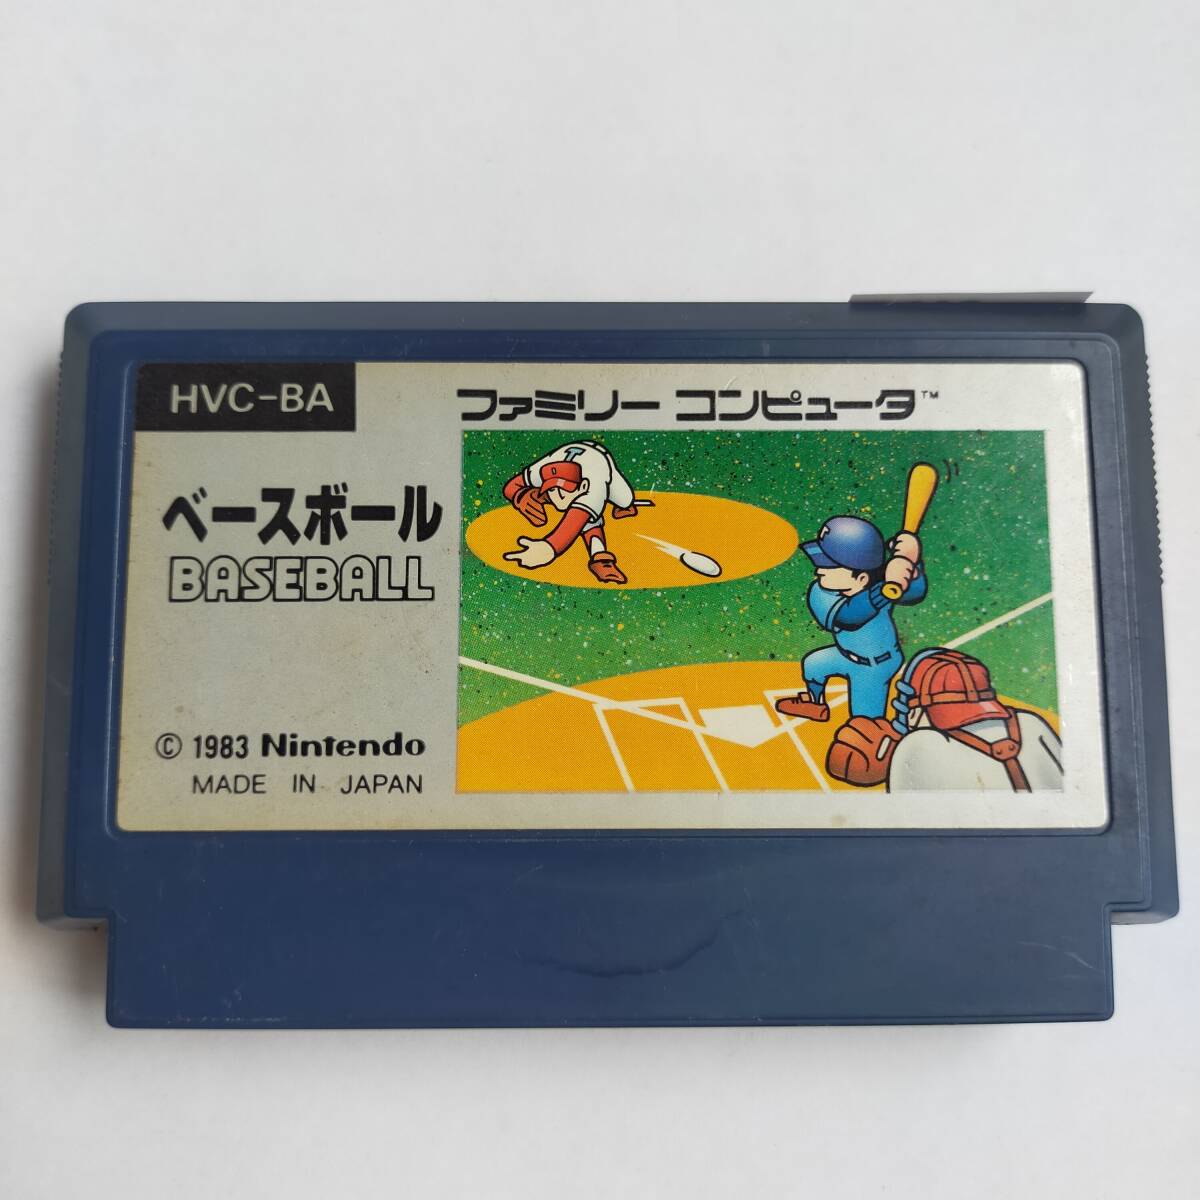 HVC-BA
ファミリー コンピュータ™
ベースボール
BASEBALL
© 1983 Nintendo
MADE IN JAPAN
T